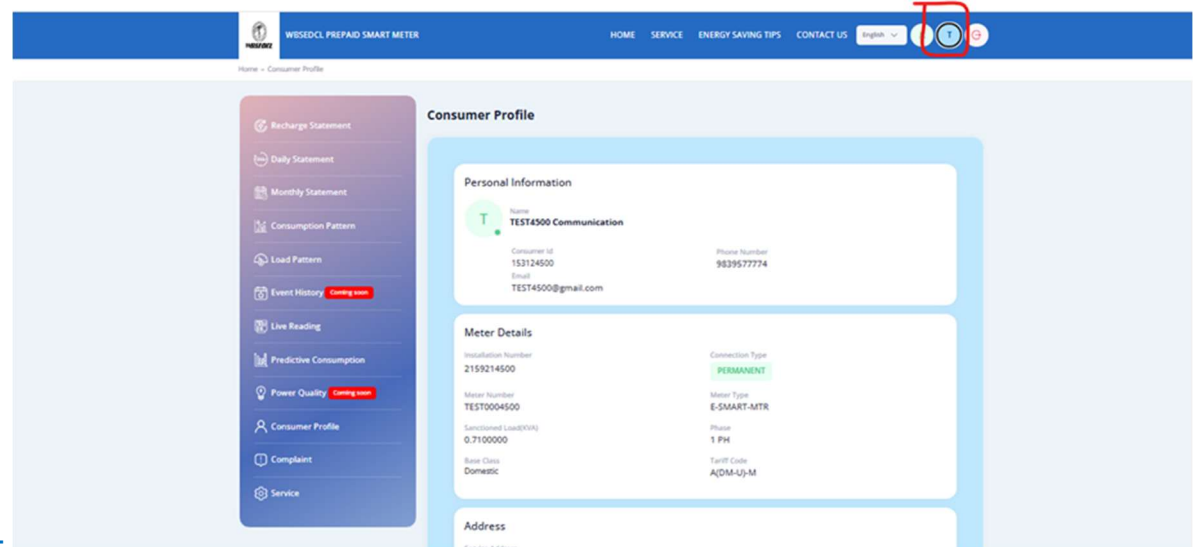 WBSEDCL
WBSEDCL PREPAID SMART METER
HOME SERVICE ENERGY SAVING TIPS CONTACT US English T
Home - Consumer Profile
Recharge Statement
Daily Statement
Monthly Statement
Consumption Pattern
Load Pattern
Event History Coming soon
Live Reading
Predictive Consumption
Power Quality Coming soon
Consumer Profile
Complaint
Service
Consumer Profile
Personal Information
T
Name
TEST4500 Communication
Consumer Id Phone Number
153124500 9839577774
Email
TEST4500@gmail.com
Meter Details
Installation Number Connection Type
2159214500 PERMANENT
Meter Number Meter Type
TEST0004500 E-SMART-MTR
Sanctioned Load(KVA) Phase
0.7100000 1 PH
Base Class Tariff Code
Domestic A(DM-U)-M
Address